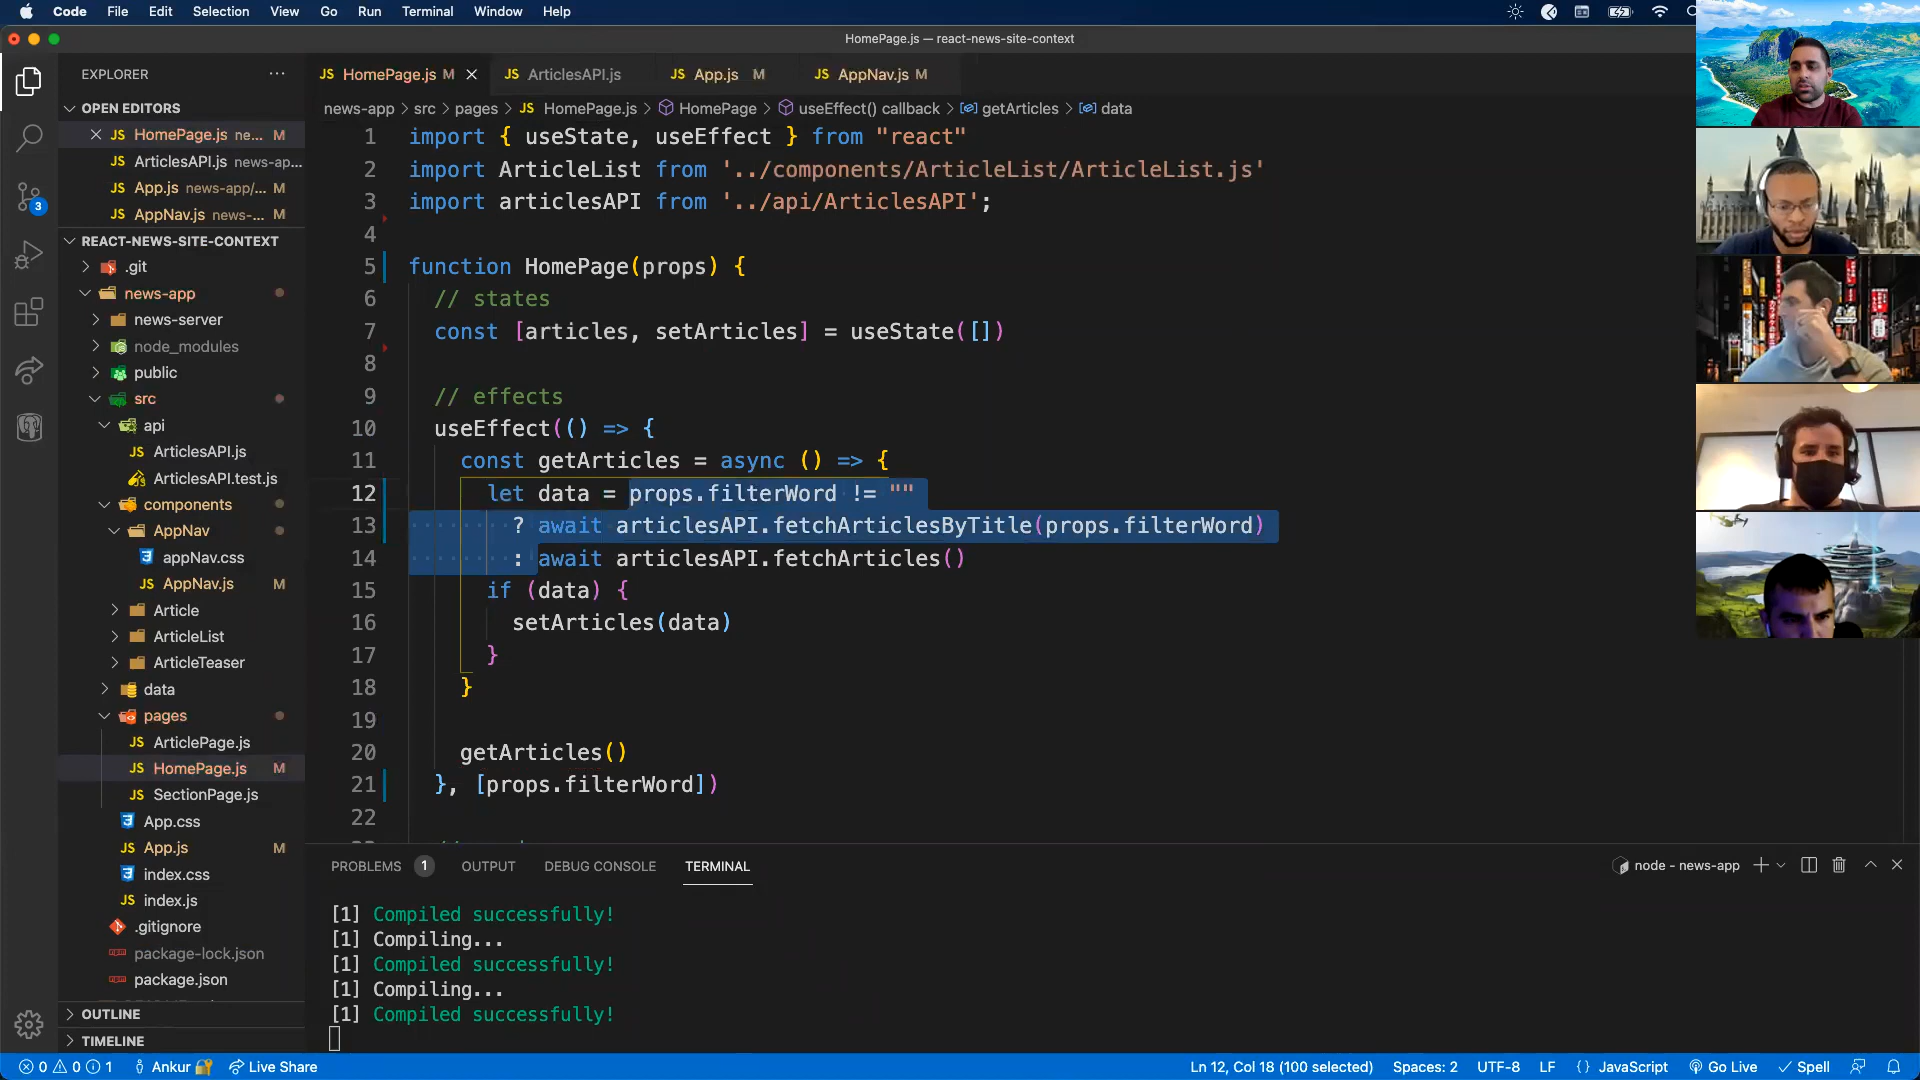 Code File Edit Selection View Go Run Terminal Window Help
HomePage.js — react-news-site-context
EXPLORER
OPEN EDITORS
JS HomePage.js ne... M
JS ArticlesAPI.js news-ap...
JS App.js news-app/... M
JS AppNav.js news-... M
REACT-NEWS-SITE-CONTEXT
.git
news-app
news-server
node_modules
public
src
api
JS ArticlesAPI.js
ArticlesAPI.test.js
components
AppNav
appNav.css
JS AppNav.js M
Article
ArticleList
ArticleTeaser
data
pages
JS ArticlePage.js
JS HomePage.js M
JS SectionPage.js
App.css
JS App.js M
index.css
JS index.js
.gitignore
package-lock.json
package.json
OUTLINE
TIMELINE
3
JS HomePage.js M JS ArticlesAPI.js JS App.js M JS AppNav.js M
news-app > src > pages > JS HomePage.js > HomePage > useEffect() callback > getArticles > data
1 import { useState, useEffect } from "react"
2 import ArticleList from '../components/ArticleList/ArticleList.js'
3 import articlesAPI from '../api/ArticlesAPI';
4
5 function HomePage(props) {
6 // states
7 const [articles, setArticles] = useState([])
8
9 // effects
10 useEffect(() => {
11 const getArticles = async () => {
12 let data = props.filterWord != ""
13 ? await articlesAPI.fetchArticlesByTitle(props.filterWord)
14 : await articlesAPI.fetchArticles()
15 if (data) {
16 setArticles(data)
17 }
18 }
19
20 getArticles()
21 }, [props.filterWord])
22
PROBLEMS 1 OUTPUT DEBUG CONSOLE TERMINAL
node - news-app
[1] Compiled successfully!
[1] Compiling...
[1] Compiled successfully!
[1] Compiling...
[1] Compiled successfully!
0 0 1 Ankur Live Share
Ln 12, Col 18 (100 selected) Spaces: 2 UTF-8 LF {} JavaScript Go Live Spell